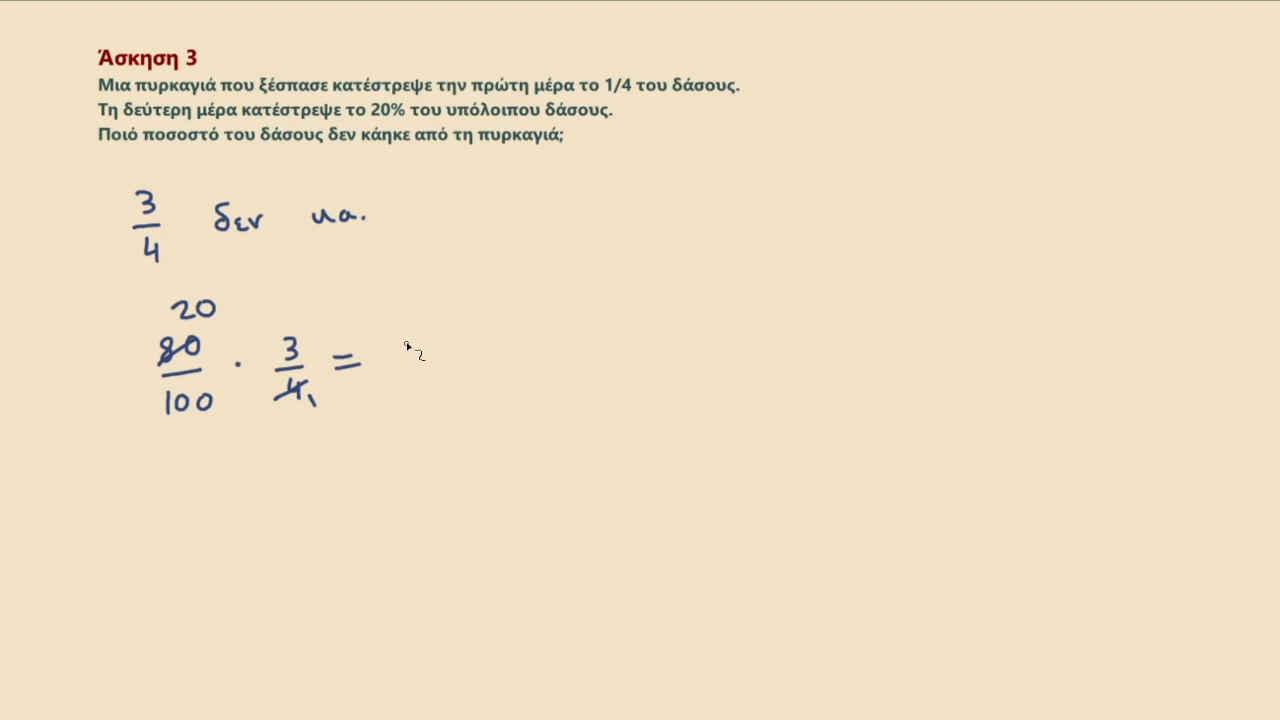 Άσκηση 3
Μια πυρκαγιά που ξέσπασε κατέστρεψε την πρώτη μέρα το 1/4 του δάσους.
Τη δεύτερη μέρα κατέστρεψε το 20% του υπόλοιπου δάσους.
Ποιό ποσοστό του δάσους δεν κάηκε από τη πυρκαγιά;
3/4 δεν κα.
20
80/100 · 3/4 1 =